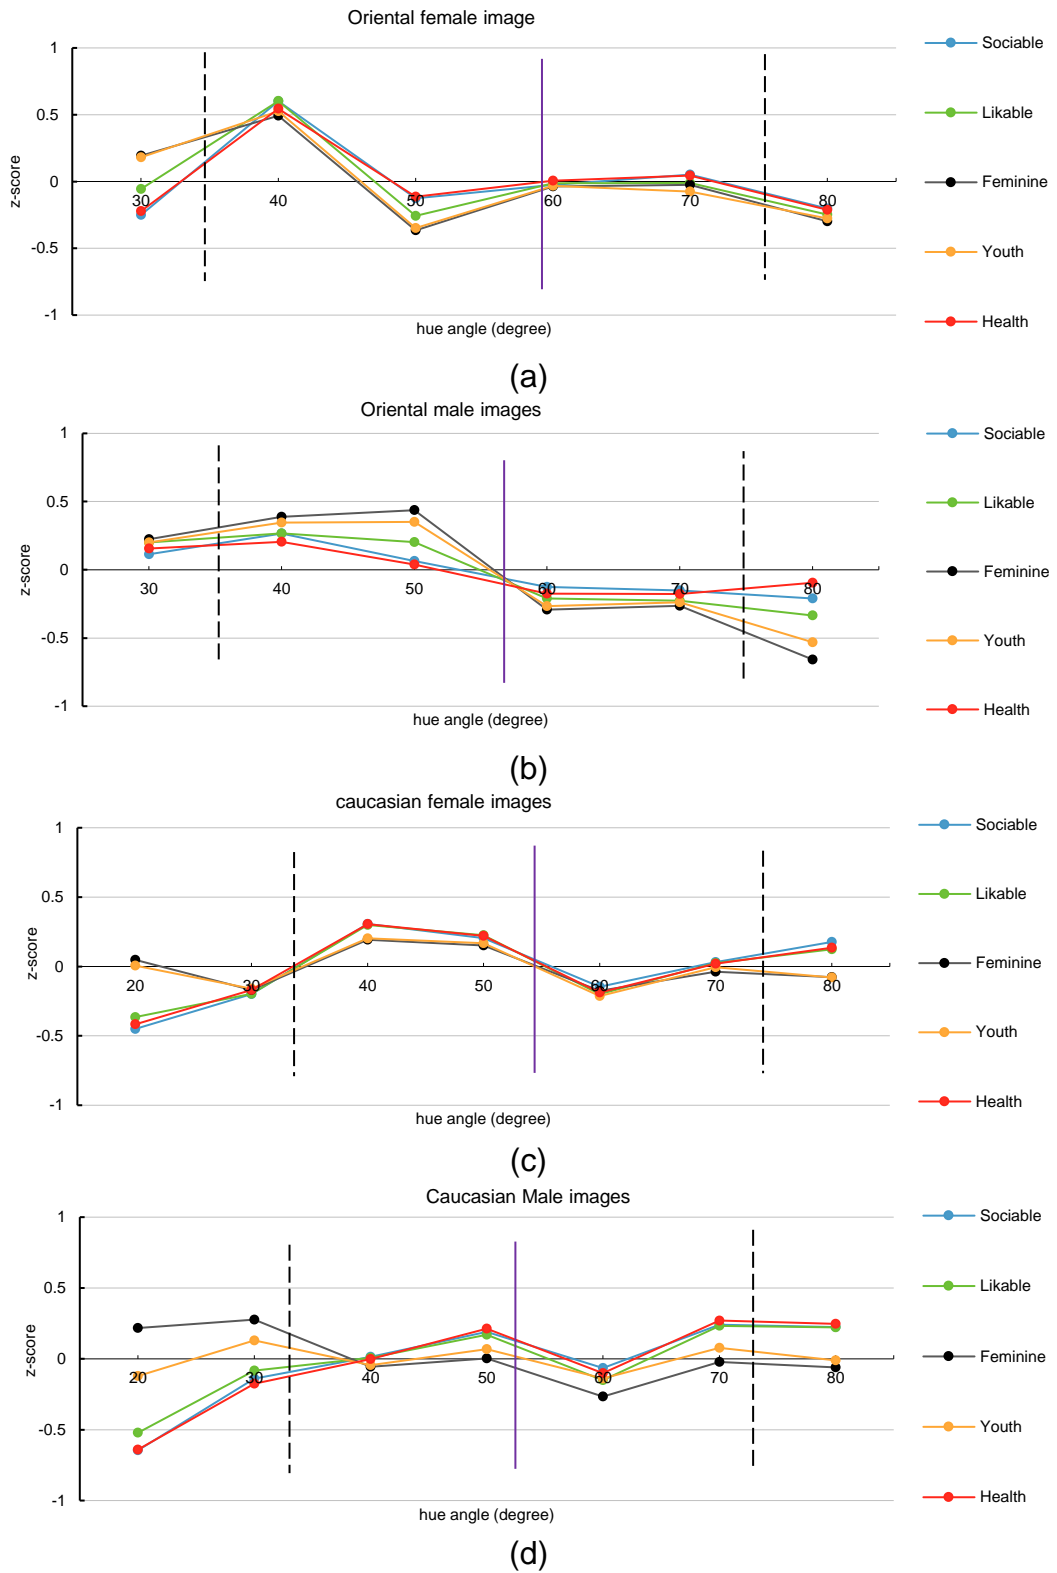 Oriental female image
1
0.5
0
-0.5
-1
z-score
30 40 50 60 70 80
hue angle (degree)
Sociable
Likable
Feminine
Youth
Health
(a)
Oriental male images
1
0.5
0
-0.5
-1
z-score
30 40 50 60 70 80
hue angle (degree)
Sociable
Likable
Feminine
Youth
Health
(b)
caucasian female images
1
0.5
0
-0.5
-1
z-score
20 30 40 50 60 70 80
hue angle (degree)
Sociable
Likable
Feminine
Youth
Health
(c)
Caucasian Male images
1
0.5
0
-0.5
-1
z-score
20 30 40 50 60 70 80
hue angle (degree)
Sociable
Likable
Feminine
Youth
Health
(d)